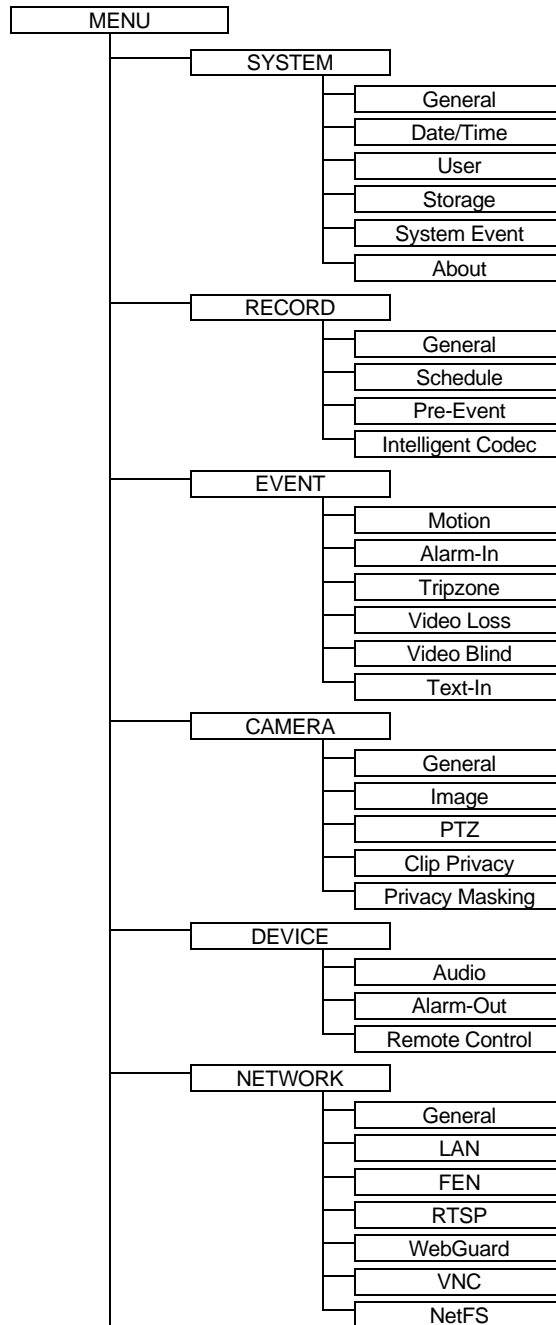 MENU
SYSTEM
General
Date/Time
User
Storage
System Event
About
RECORD
General
Schedule
Pre-Event
Intelligent Codec
EVENT
Motion
Alarm-In
Tripzone
Video Loss
Video Blind
Text-In
CAMERA
General
Image
PTZ
Clip Privacy
Privacy Masking
DEVICE
Audio
Alarm-Out
Remote Control
NETWORK
General
LAN
FEN
RTSP
WebGuard
VNC
NetFS